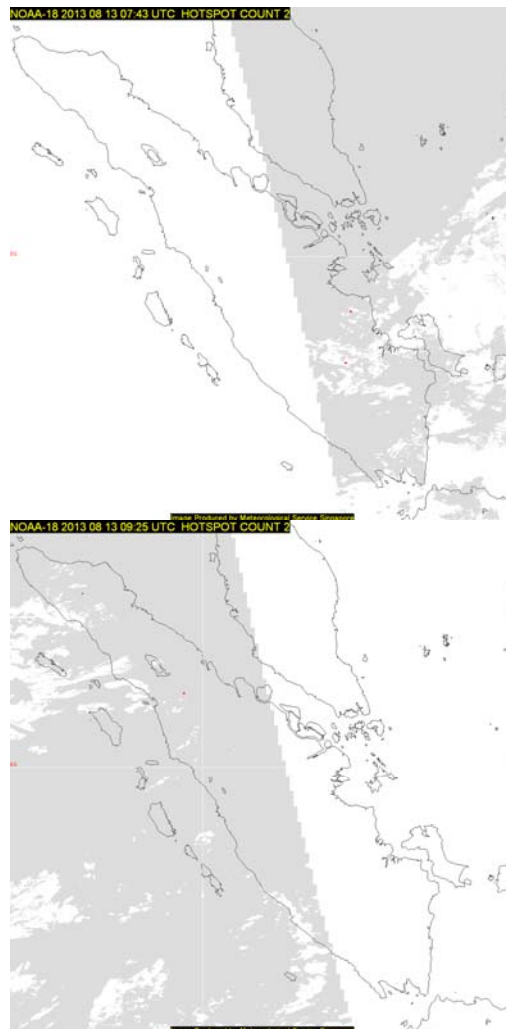 NOAA-18 2013 08 13 07:43 UTC HOTSPOT COUNT 2
Image Produced by Meteorological Service Singapore
NOAA-18 2013 08 13 09:25 UTC HOTSPOT COUNT 2